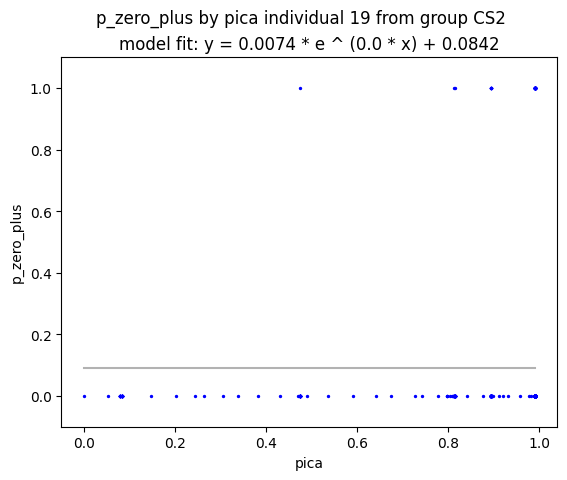 p_zero_plus by pica individual 19 from group CS2
model fit: y = 0.0074 * e ^ (0.0 * x) + 0.0842
1.0
0.8
0.6
0.4
0.2
0.0
p_zero_plus
0.0 0.2 0.4 0.6 0.8 1.0
pica